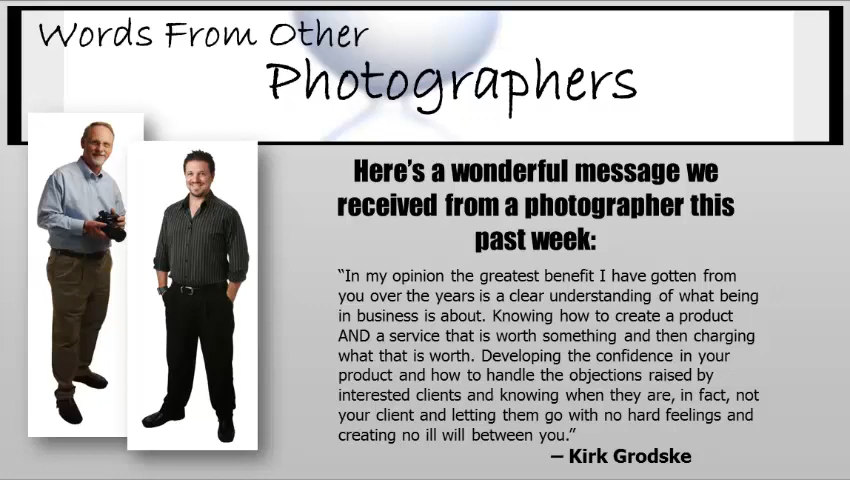 Words From Other
Photographers
Here's a wonderful message we
received from a photographer this
past week:
“In my opinion the greatest benefit I have gotten from
you over the years is a clear understanding of what being
in business is about. Knowing how to create a product
AND a service that is worth something and then charging
what that is worth. Developing the confidence in your
product and how to handle the objections raised by
interested clients and knowing when they are, in fact, not
your client and letting them go with no hard feelings and
creating no ill will between you.”
– Kirk Grodske